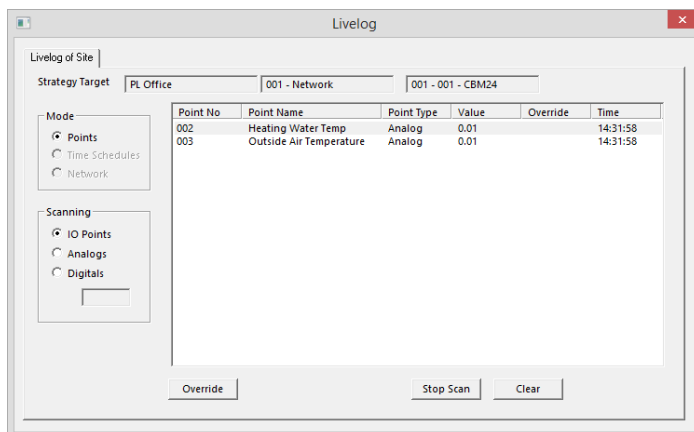 Livelog
Livelog of Site
Strategy Target PL Office 001 - Network 001 - 001 - CBM24
Mode
Points
Time Schedules
Network
Scanning
IO Points
Analogs
Digitals
Point No Point Name Point Type Value Override Time
002 Heating Water Temp Analog 0.01 14:31:58
003 Outside Air Temperature Analog 0.01 14:31:58
Override Stop Scan Clear